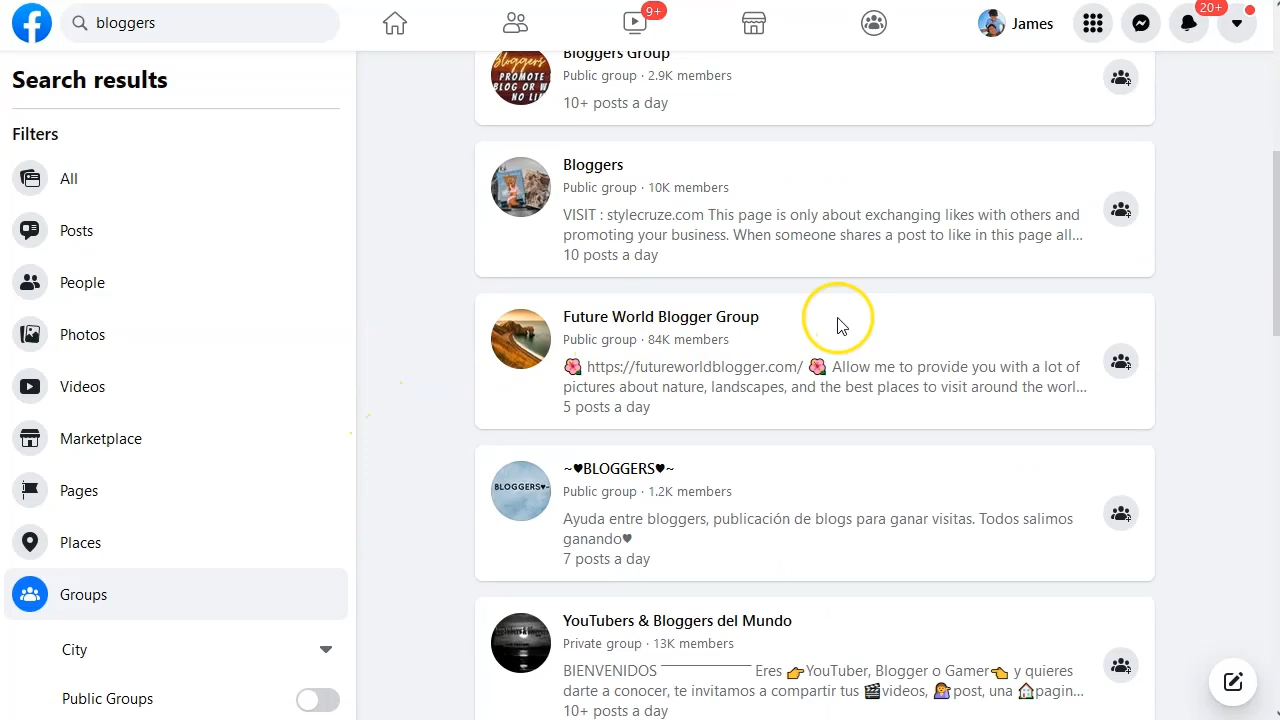 bloggers
9+
James
20+
Search results
Filters
All
Posts
People
Photos
Videos
Marketplace
Pages
Places
Groups
City
Public Groups
Bloggers Group
Public group · 2.9K members
10+ posts a day
Bloggers
PROMOTE
BLOG OR W
NO LI
Bloggers
Public group · 10K members
VISIT : stylecruze.com This page is only about exchanging likes with others and
promoting your business. When someone shares a post to like in this page all...
10 posts a day
Future World Blogger Group
Public group · 84K members
🌺 https://futureworldblogger.com/ 🌺 Allow me to provide you with a lot of
pictures about nature, landscapes, and the best places to visit around the worl...
5 posts a day
BLOGGERS♥~
~♥BLOGGERS♥~
Public group · 1.2K members
Ayuda entre bloggers, publicación de blogs para ganar visitas. Todos salimos
ganando♥
7 posts a day
YouTubers & Bloggers del Mundo
Private group · 13K members
BIENVENIDOS ¯¯¯¯¯¯¯¯¯¯ Eres 👉YouTuber, Blogger o Gamer👈 y quieres
darte a conocer, te invitamos a compartir tus 🎬videos, 💁post, una 🏠pagin...
10+ posts a day